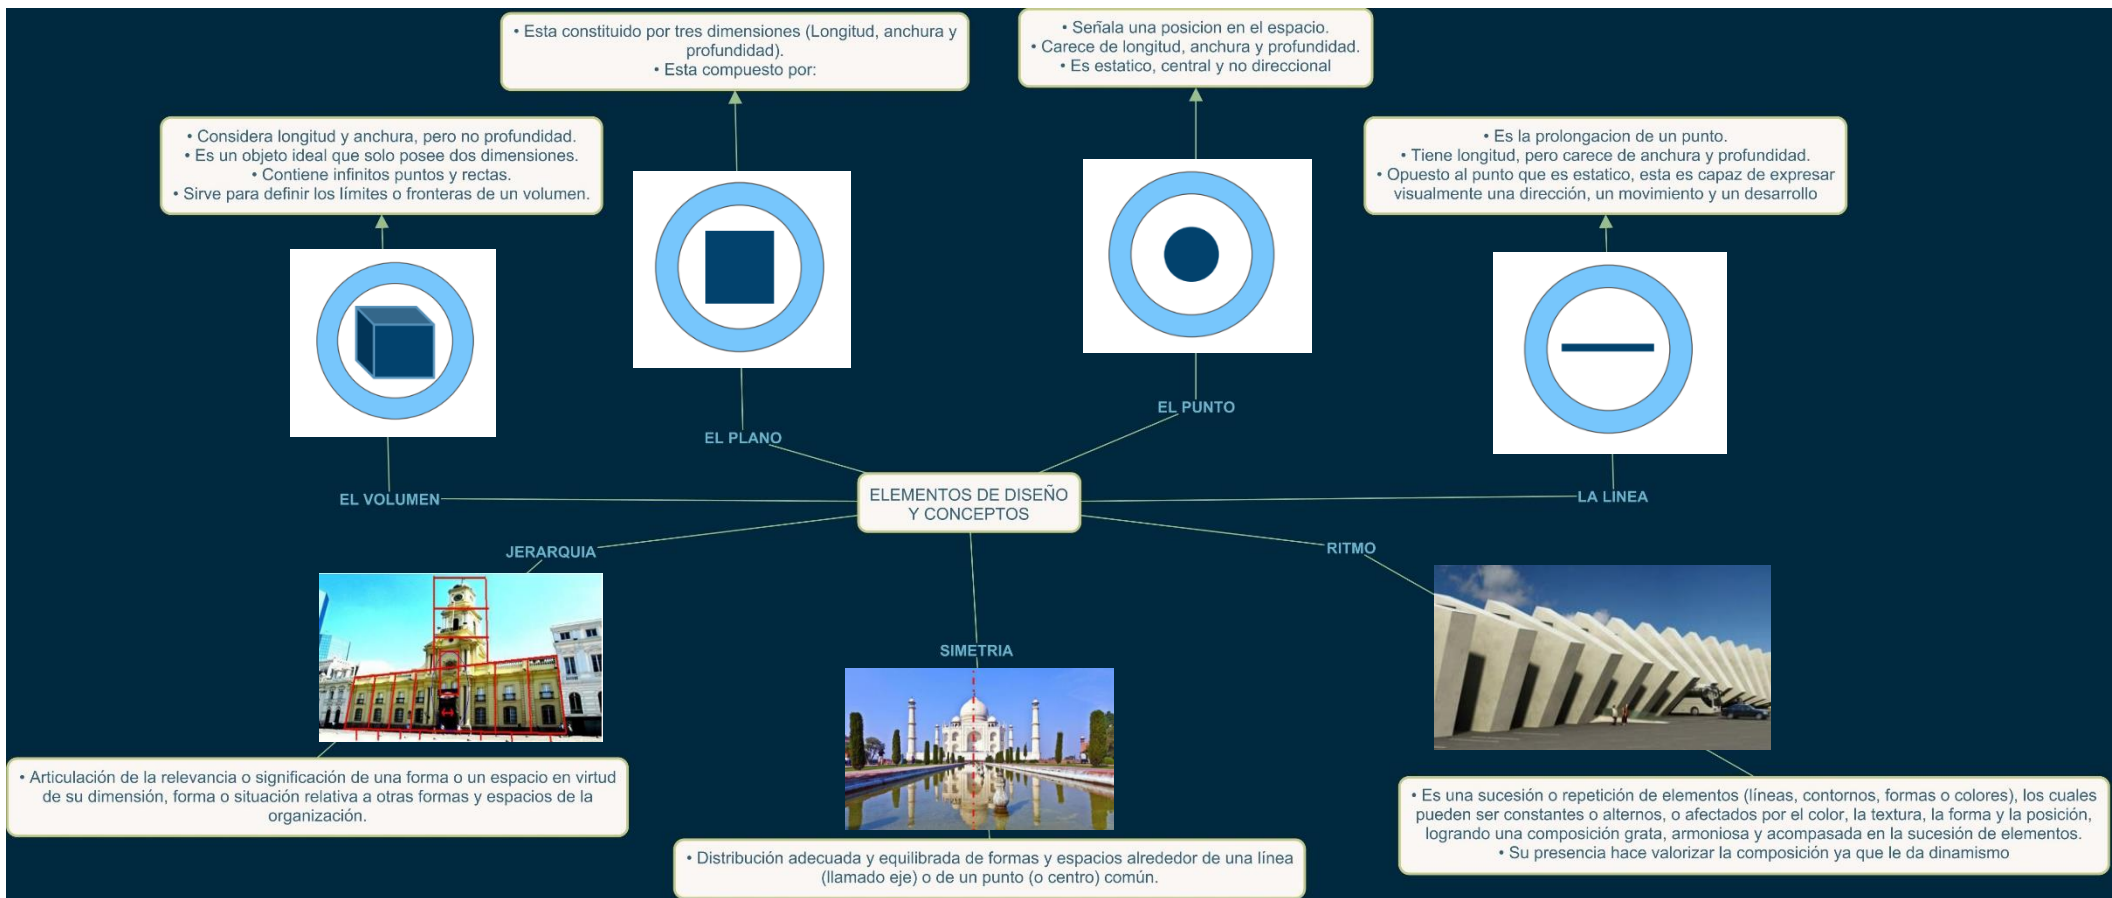 • Esta constituido por tres dimensiones (Longitud, anchura y
profundidad).
• Esta compuesto por:
• Señala una posicion en el espacio.
• Carece de longitud, anchura y profundidad.
• Es estatico, central y no direccional
• Considera longitud y anchura, pero no profundidad.
• Es un objeto ideal que solo posee dos dimensiones.
• Contiene infinitos puntos y rectas.
• Sirve para definir los límites o fronteras de un volumen.
• Es la prolongacion de un punto.
• Tiene longitud, pero carece de anchura y profundidad.
• Opuesto al punto que es estatico, esta es capaz de expresar
visualmente una dirección, un movimiento y un desarrollo
EL PUNTO
EL PLANO
EL VOLUMEN
ELEMENTOS DE DISEÑO
Y CONCEPTOS
LA LINEA
JERARQUIA
RITMO
SIMETRIA
• Articulación de la relevancia o significación de una forma o un espacio en virtud
de su dimensión, forma o situación relativa a otras formas y espacios de la
organización.
• Distribución adecuada y equilibrada de formas y espacios alrededor de una línea
(llamado eje) o de un punto (o centro) común.
• Es una sucesión o repetición de elementos (líneas, contornos, formas o colores), los cuales
pueden ser constantes o alternos, o afectados por el color, la textura, la forma y la posición,
logrando una composición grata, armoniosa y acompasada en la sucesión de elementos.
• Su presencia hace valorizar la composición ya que le da dinamismo